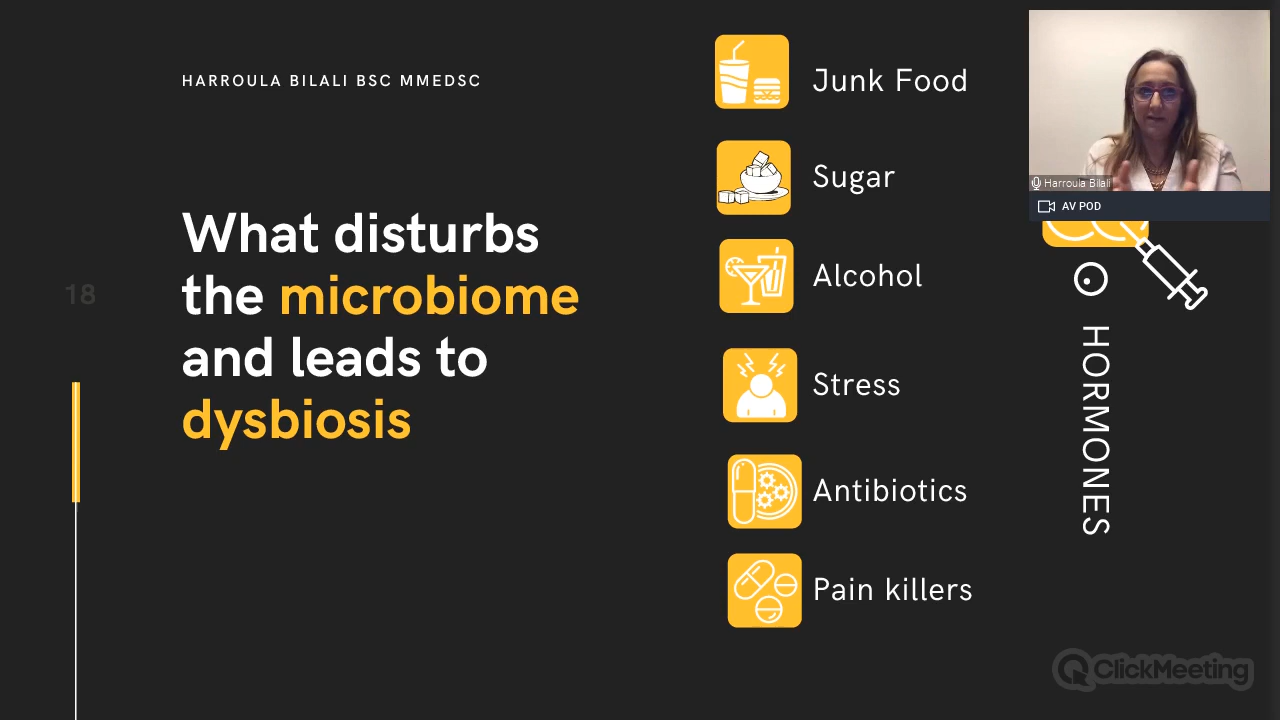 HARROULA BILALI BSC MMEDSC
What disturbs
the microbiome
and leads to
dysbiosis
18
Junk Food
Sugar
Alcohol
Stress
Antibiotics
Pain killers
Harroula Bilali
AV POD
HORMONES
ClickMeeting